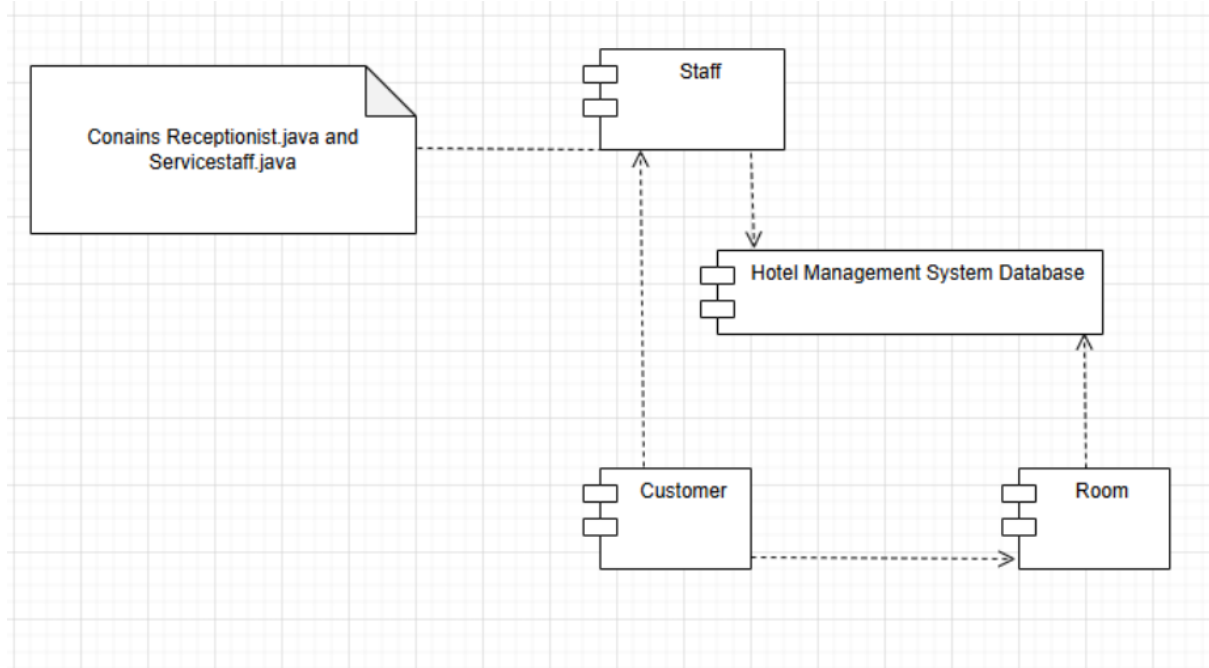 Staff
Conains Receptionist.java and
Servicestaff.java
Hotel Management System Database
Customer
Room